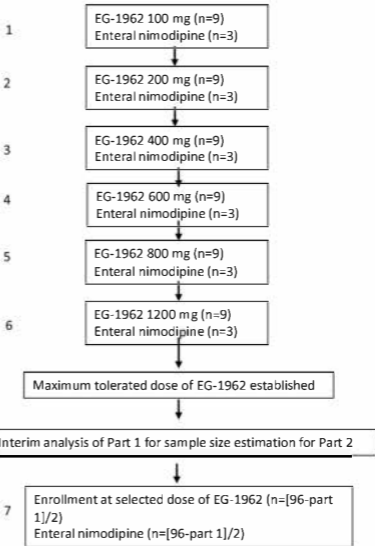 1
EG-1962 100 mg (n=9)
Enteral nimodipine (n=3)
2
EG-1962 200 mg (n=9)
Enteral nimodipine (n=3)
3
EG-1962 400 mg (n=9)
Enteral nimodipine (n=3)
4
EG-1962 600 mg (n=9)
Enteral nimodipine (n=3)
5
EG-1962 800 mg (n=9)
Enteral nimodipine (n=3)
6
EG-1962 1200 mg (n=9)
Enteral nimodipine (n=3)
Maximum tolerated dose of EG-1962 established
Interim analysis of Part 1 for sample size estimation for Part 2
7
Enrollment at selected dose of EG-1962 (n=[96-part
1]/2)
Enteral nimodipine (n=[96-part 1]/2)